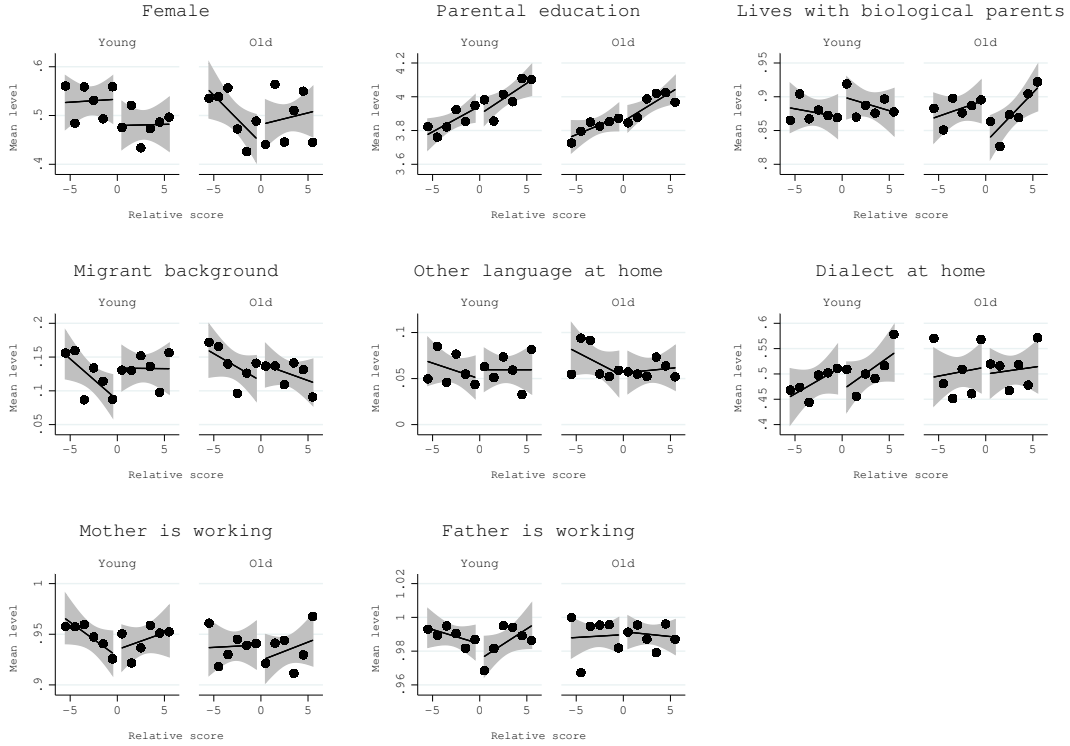 Female
Young
Old
Mean level
.4
.5
.6
-5
0
5
-5
0
5
Relative score
Parental education
Young
Old
Mean level
3.6
3.8
4
4.2
-5
0
5
-5
0
5
Relative score
Lives with biological parents
Young
Old
Mean level
.8
.85
.9
.95
-5
0
5
-5
0
5
Relative score
Migrant background
Young
Old
Mean level
.05
.1
.15
.2
-5
0
5
-5
0
5
Relative score
Other language at home
Young
Old
Mean level
0
.05
.1
-5
0
5
-5
0
5
Relative score
Dialect at home
Young
Old
Mean level
.4
.45
.5
.55
.6
-5
0
5
-5
0
5
Relative score
Mother is working
Young
Old
Mean level
.9
.95
1
-5
0
5
-5
0
5
Relative score
Father is working
Young
Old
Mean level
.96
.98
1
1.02
-5
0
5
-5
0
5
Relative score